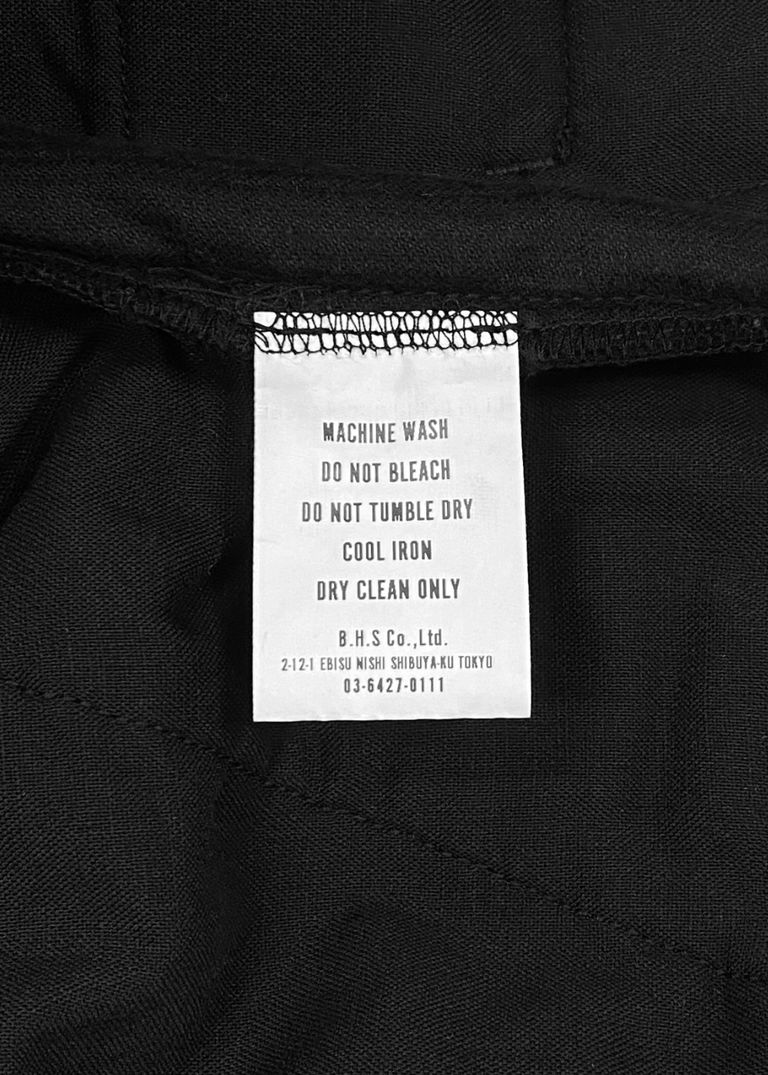 MACHINE WASH
DO NOT BLEACH
DO NOT TUMBLE DRY
COOL IRON
DRY CLEAN ONLY
B.H.S Co.,Ltd.
2-12-1 EBISU NISHI SHIBUYA-KU TOKYO
03-6427-0111